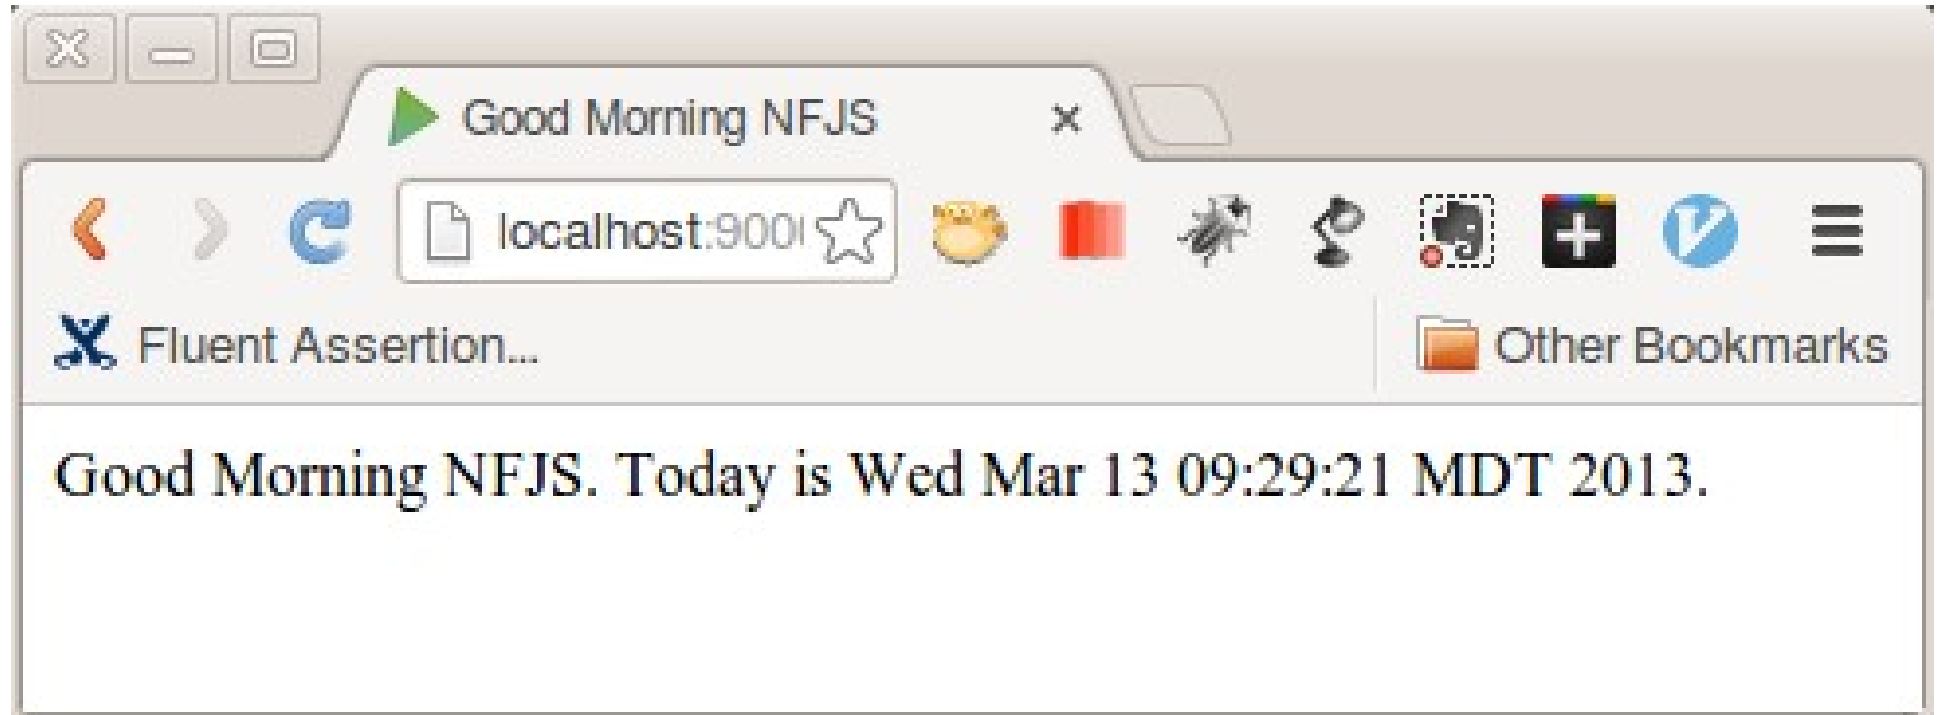 Good Morning NFJS
localhost:900
Fluent Assertion...
Other Bookmarks
Good Morning NFJS. Today is Wed Mar 13 09:29:21 MDT 2013.